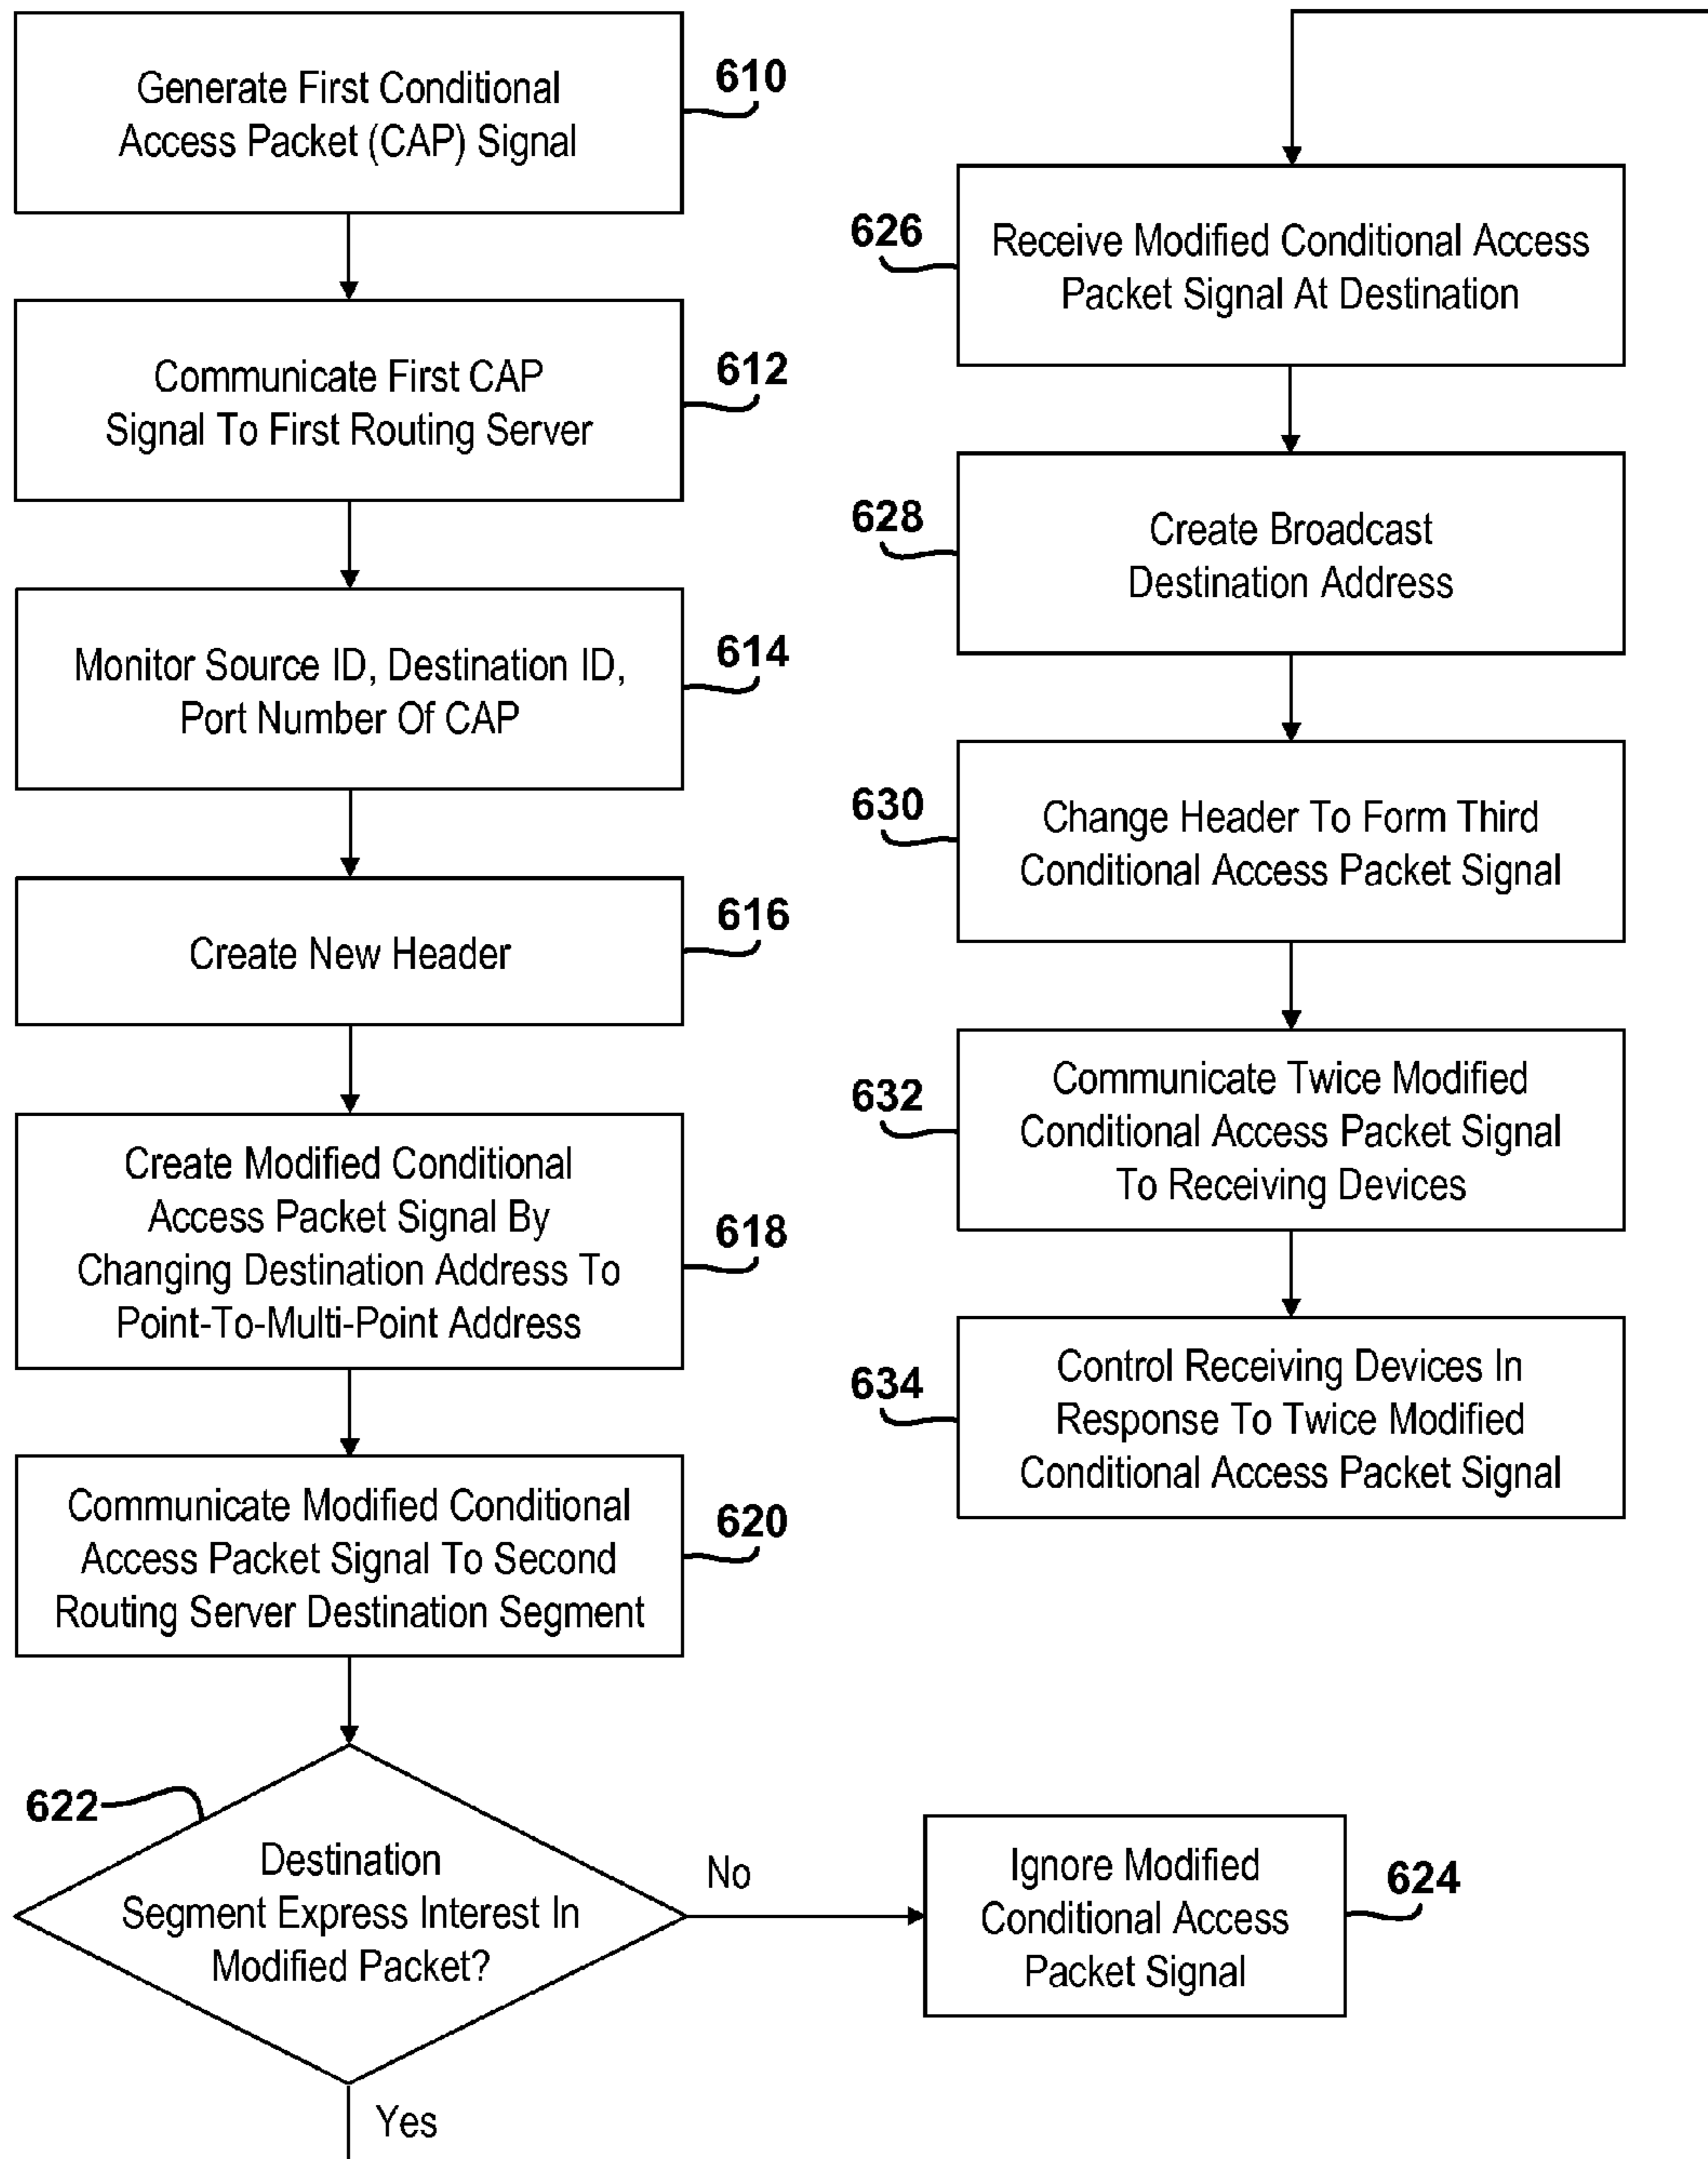 Generate First Conditional
Access Packet (CAP) Signal
610
Communicate First CAP
Signal To First Routing Server
612
Monitor Source ID, Destination ID,
Port Number Of CAP
614
Create New Header
616
Create Modified Conditional
Access Packet Signal By
Changing Destination Address To
Point-To-Multi-Point Address
618
Communicate Modified Conditional
Access Packet Signal To Second
Routing Server Destination Segment
620
622
Destination
Segment Express Interest In
Modified Packet?
No
Yes
Ignore Modified
Conditional Access
Packet Signal
624
626
Receive Modified Conditional Access
Packet Signal At Destination
628
Create Broadcast
Destination Address
630
Change Header To Form Third
Conditional Access Packet Signal
632
Communicate Twice Modified
Conditional Access Packet Signal
To Receiving Devices
634
Control Receiving Devices In
Response To Twice Modified
Conditional Access Packet Signal